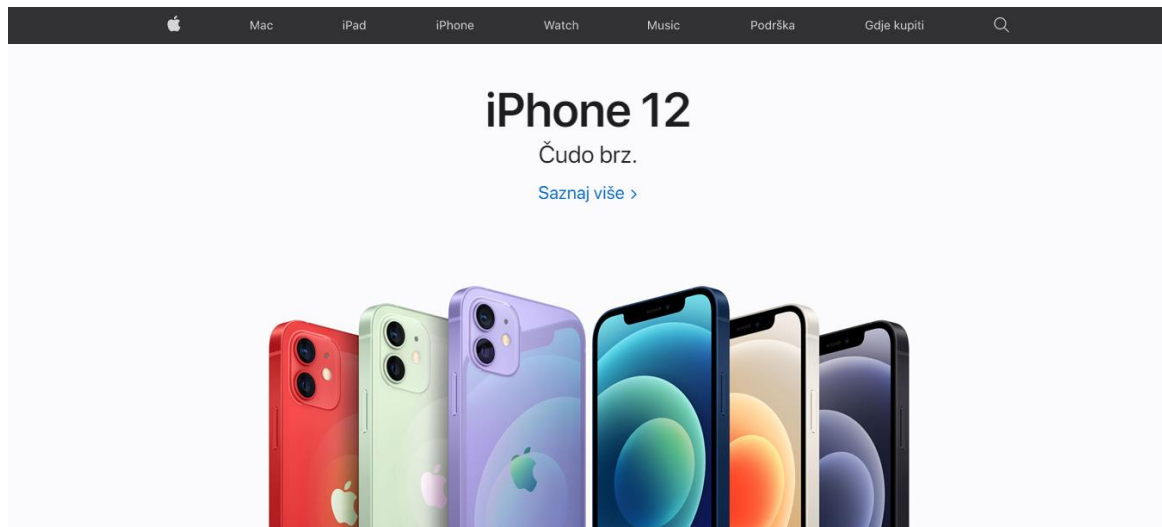 Mac iPad iPhone Watch Music Podrška Gdje kupiti
iPhone 12
Čudo brz.
Saznaj više >